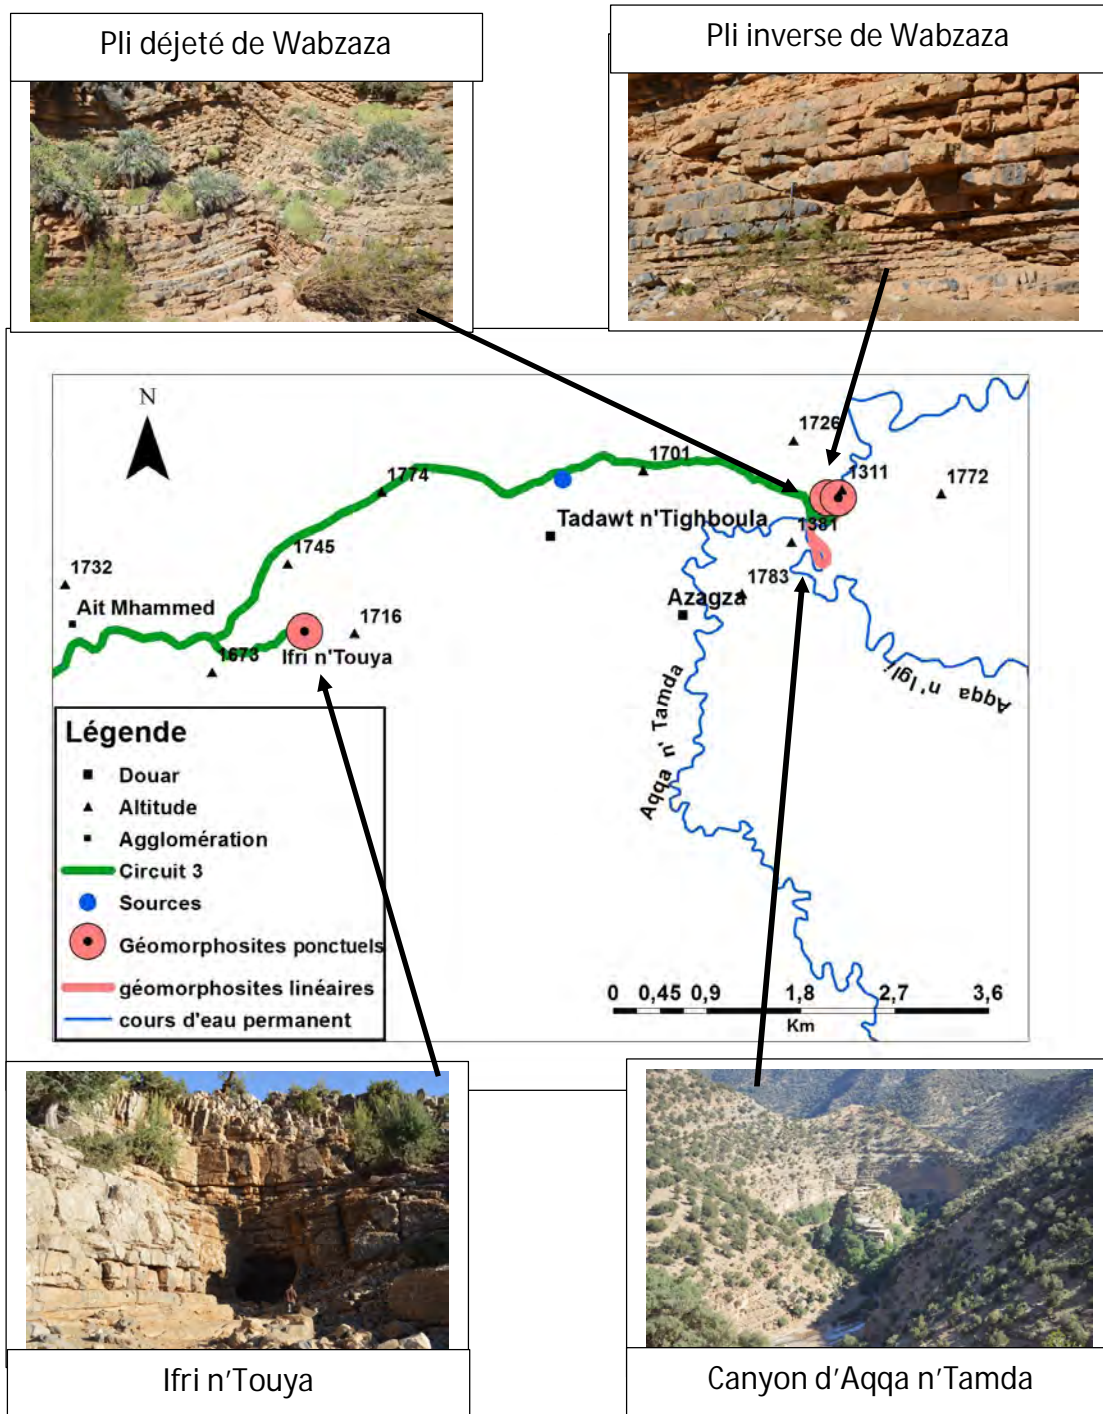 Pli déjeté de Wabzaza
Pli inverse de Wabzaza
N
1726
1701
1774
1311
1772
Tadawt n'Tighboula
1381
1745
1732
1783
Ait Mhammed
Azagza
1716
1673
Ifri n'Touya
Aqqa n'Igli
Aqqa n' Tamda
Légende
Douar
Altitude
Agglomération
Circuit 3
Sources
Géomorphosites ponctuels
géomorphosites linéaires
cours d'eau permanent
0 0,45 0,9 1,8 2,7 3,6
Km
Ifri n'Touya
Canyon d'Aqqa n'Tamda